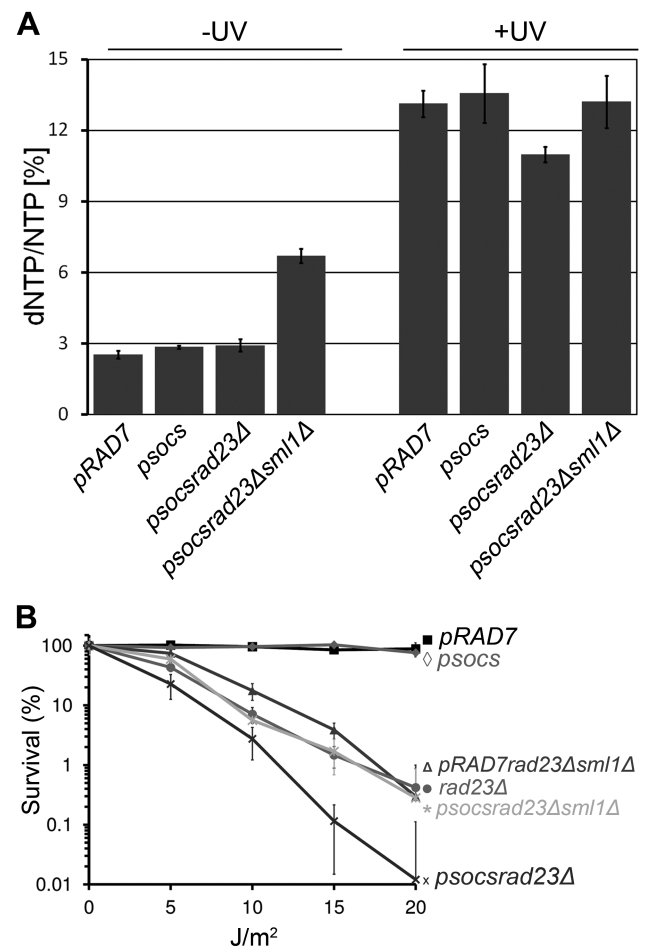 A
-UV
+UV
dNTP/NTP [%]
15
12
9
6
3
0
pRAD7
psocs
psocsrad23Δ
psocsrad23Δsml1Δ
pRAD7
psocs
psocsrad23Δ
psocsrad23Δsml1Δ
B
Survival (%)
100
10
1
0.1
0.01
pRAD7
psocs
pRAD7rad23Δsml1Δ
rad23Δ
psocsrad23Δsml1Δ
psocsrad23Δ
0 5 10 15 20
J/m²